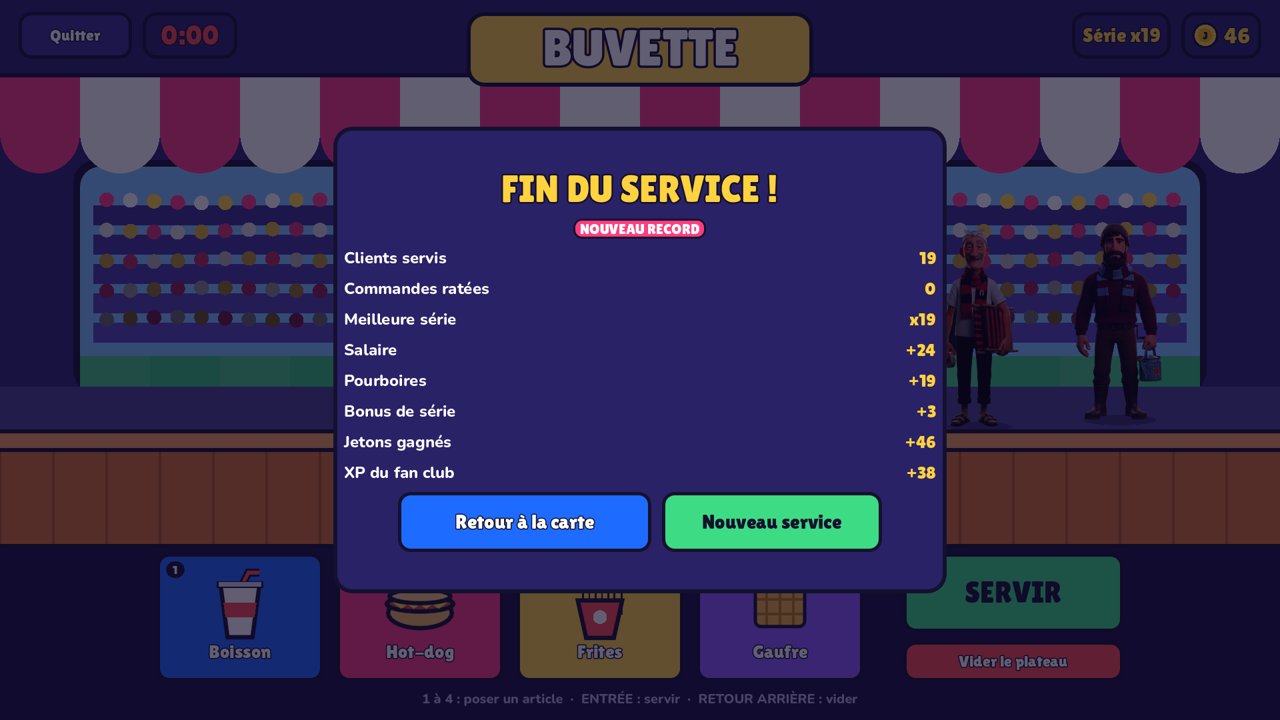 Quitter
0:00
BUVETTE
Série x19
46
FIN DU SERVICE !
NOUVEAU RECORD
Clients servis 19
Commandes ratées 0
Meilleure série x19
Salaire +24
Pourboires +19
Bonus de série +3
Jetons gagnés +46
XP du fan club +38
Retour à la carte
Nouveau service
1
Boisson
Hot-dog
Frites
Gaufre
SERVIR
Vider le plateau
1 à 4 : poser un article · ENTRÉE : servir · RETOUR ARRIÈRE : vider